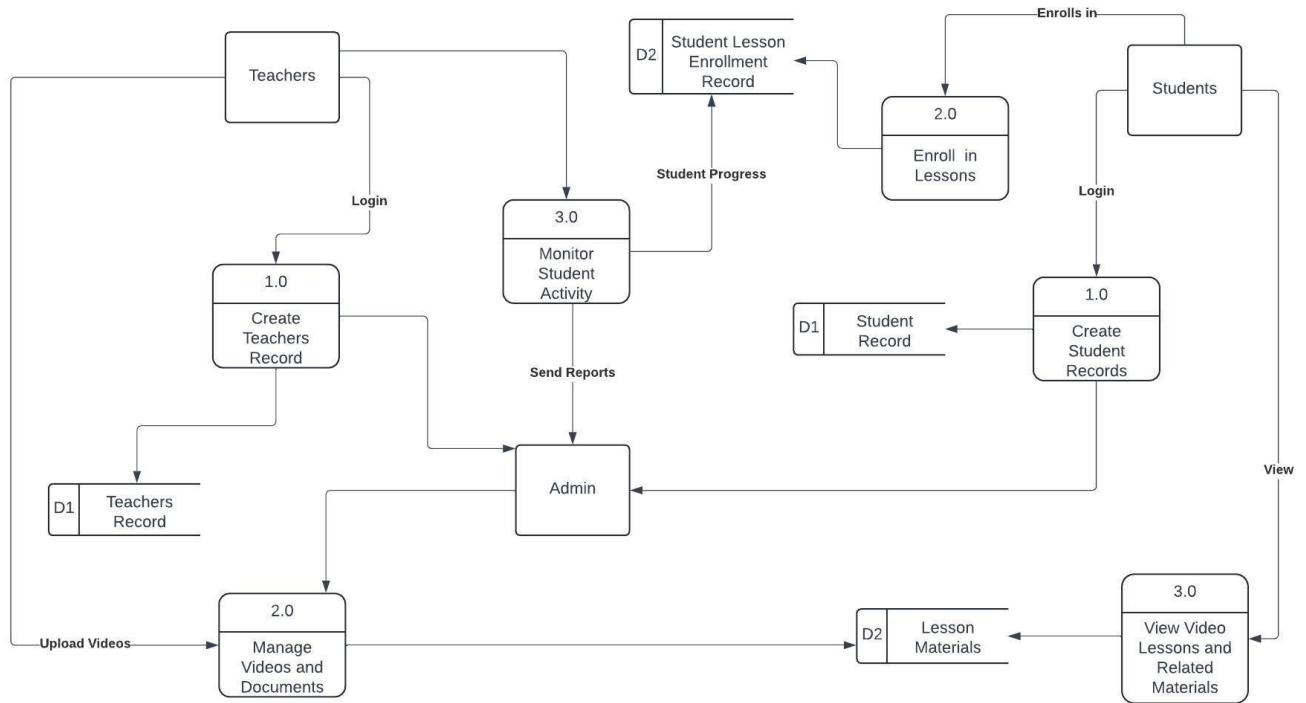 Enrolls in
Teachers
D2
Student Lesson
Enrollment
Record
Students
2.0
Enroll in
Lessons
Student Progress
Login
Login
3.0
Monitor
Student
Activity
1.0
Create
Teachers
Record
1.0
Create
Student
Records
D1
Student
Record
Send Reports
View
Admin
D1
Teachers
Record
2.0
Manage
Videos and
Documents
Upload Videos
D2
Lesson
Materials
3.0
View Video
Lessons and
Related
Materials